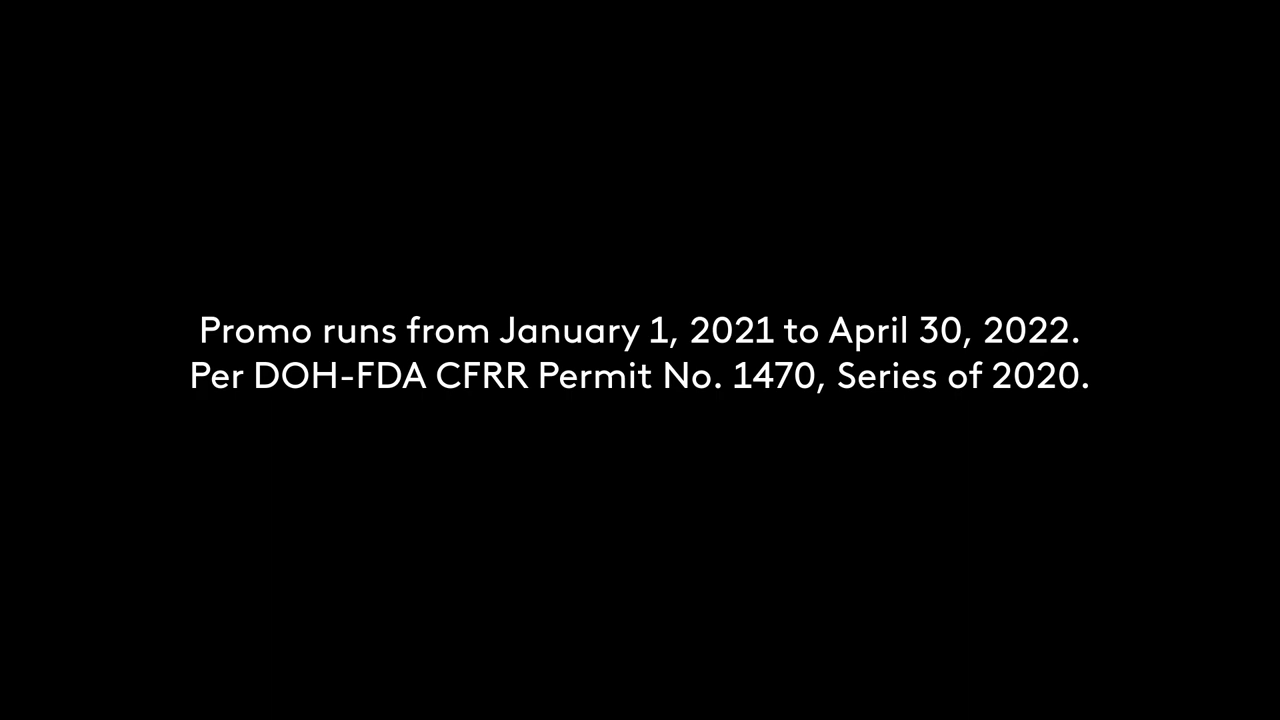 Promo runs from January 1, 2021 to April 30, 2022.
Per DOH-FDA CFRR Permit No. 1470, Series of 2020.